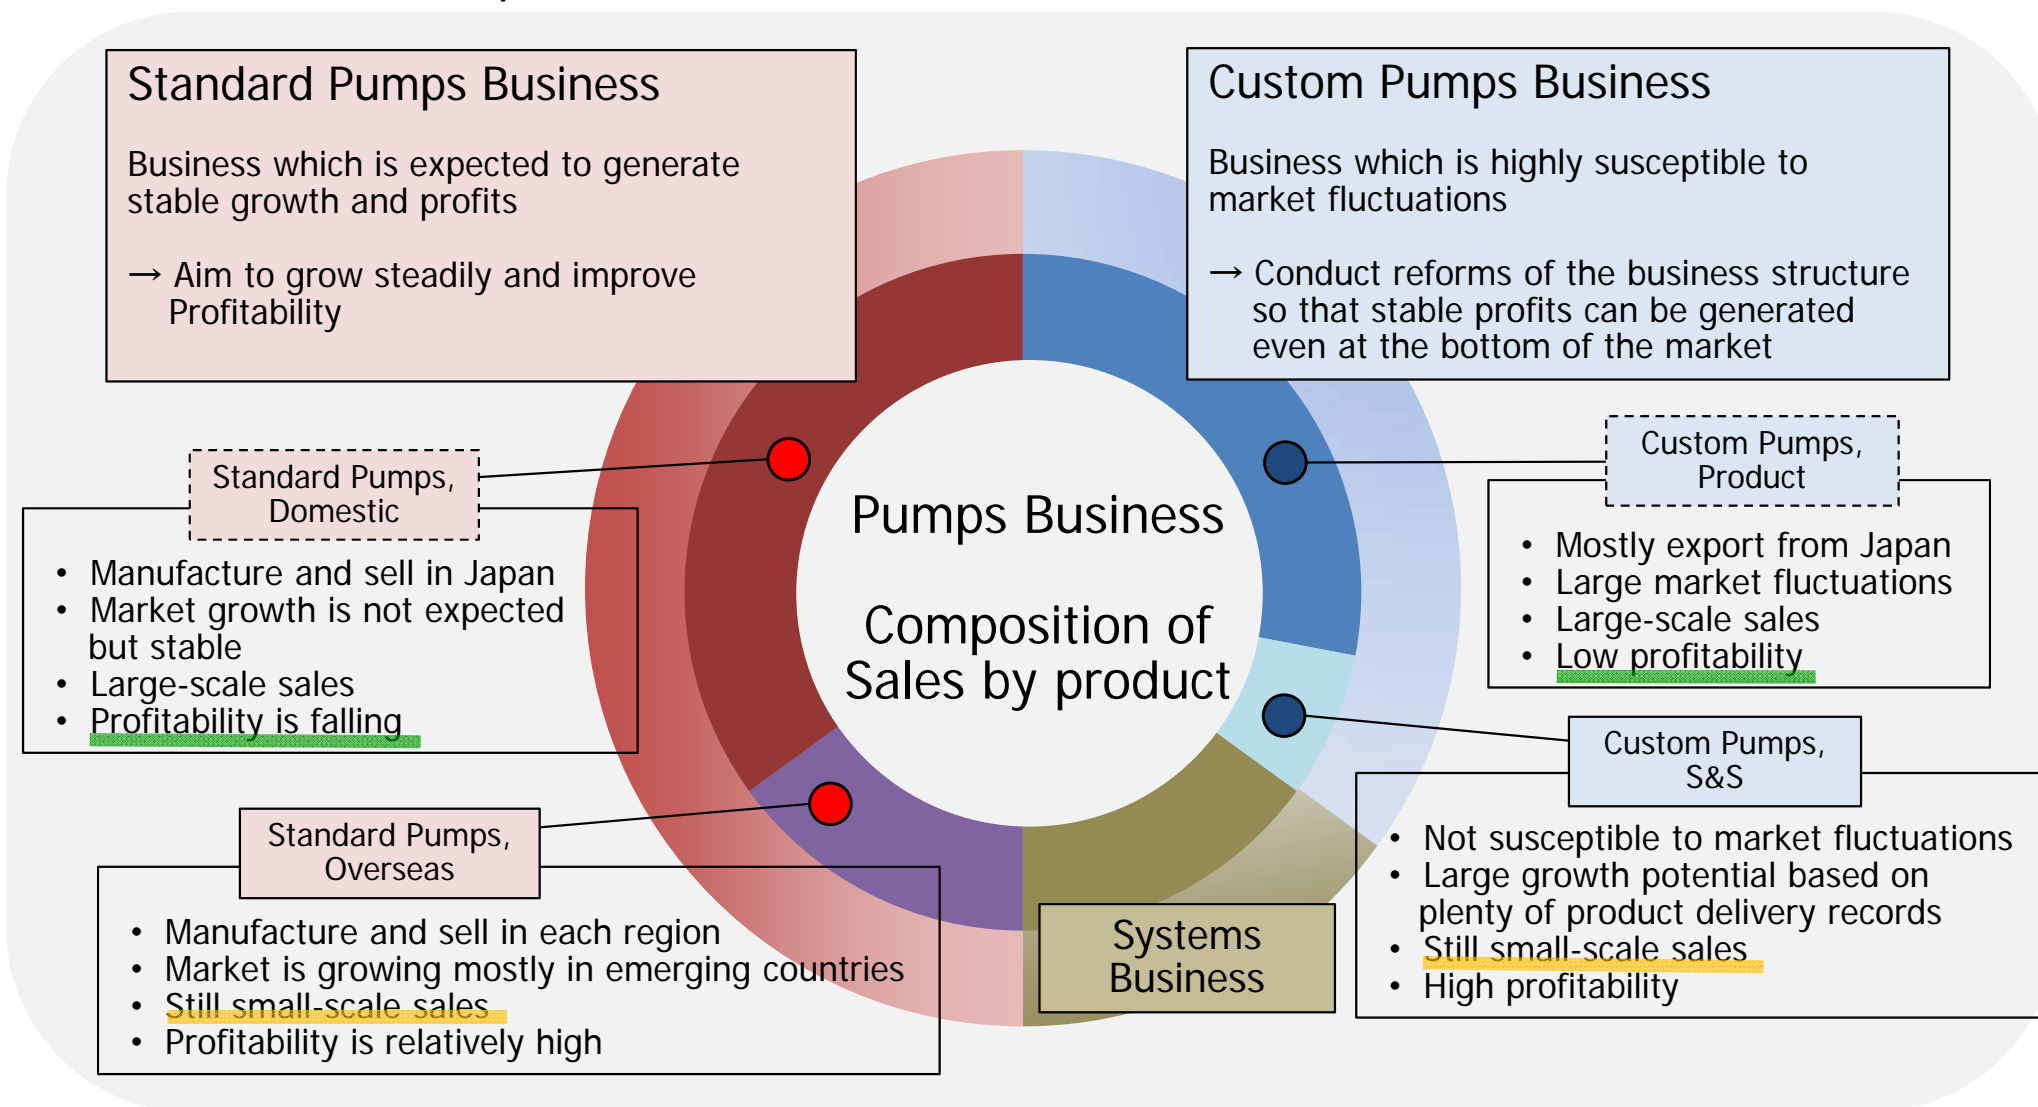 Standard Pumps Business
Business which is expected to generate
stable growth and profits
→ Aim to grow steadily and improve
Profitability
Custom Pumps Business
Business which is highly susceptible to
market fluctuations
→ Conduct reforms of the business structure
so that stable profits can be generated
even at the bottom of the market
Standard Pumps,
Domestic
• Manufacture and sell in Japan
• Market growth is not expected
but stable
• Large-scale sales
• Profitability is falling
Pumps Business
Composition of
Sales by product
Custom Pumps,
Product
• Mostly export from Japan
• Large market fluctuations
• Large-scale sales
• Low profitability
Standard Pumps,
Overseas
• Manufacture and sell in each region
• Market is growing mostly in emerging countries
• Still small-scale sales
• Profitability is relatively high
Systems
Business
Custom Pumps,
S&S
• Not susceptible to market fluctuations
• Large growth potential based on
plenty of product delivery records
• Still small-scale sales
• High profitability